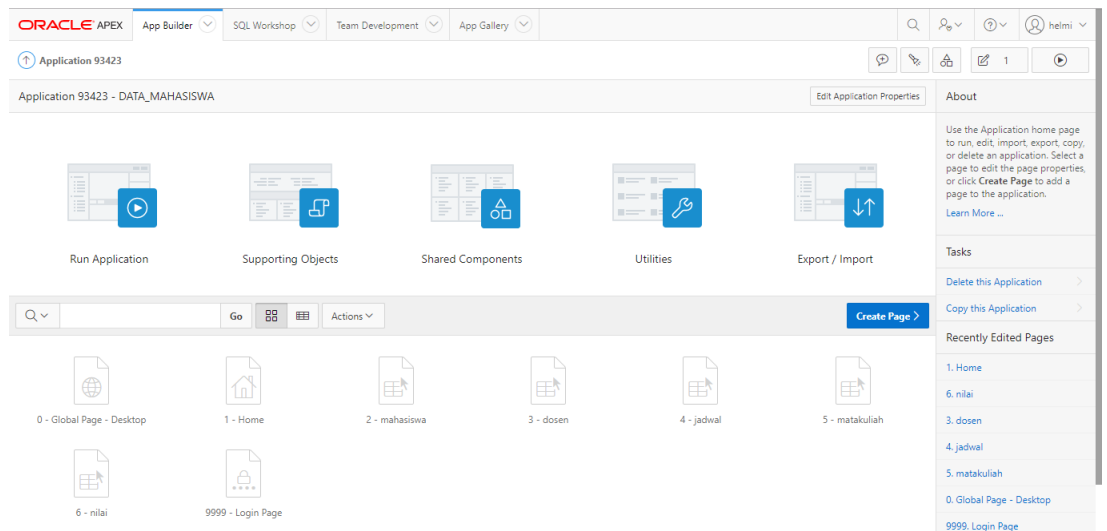 ORACLE APEX App Builder SQL Workshop Team Development App Gallery helmi
Application 93423 1
Application 93423 - DATA_MAHASISWA Edit Application Properties
About
Use the Application home page
to run, edit, import, export, copy,
or delete an application. Select a
page to edit the page properties,
or click Create Page to add a
page to the application.
Learn More ...
Run Application Supporting Objects Shared Components Utilities Export / Import
Tasks
Delete this Application
Copy this Application
Go Actions Create Page
Recently Edited Pages
1. Home
6. nilai
3. dosen
4. jadwal
5. matakuliah
0. Global Page - Desktop
9999. Login Page
0 - Global Page - Desktop 1 - Home 2 - mahasiswa 3 - dosen 4 - jadwal 5 - matakuliah
6 - nilai 9999 - Login Page